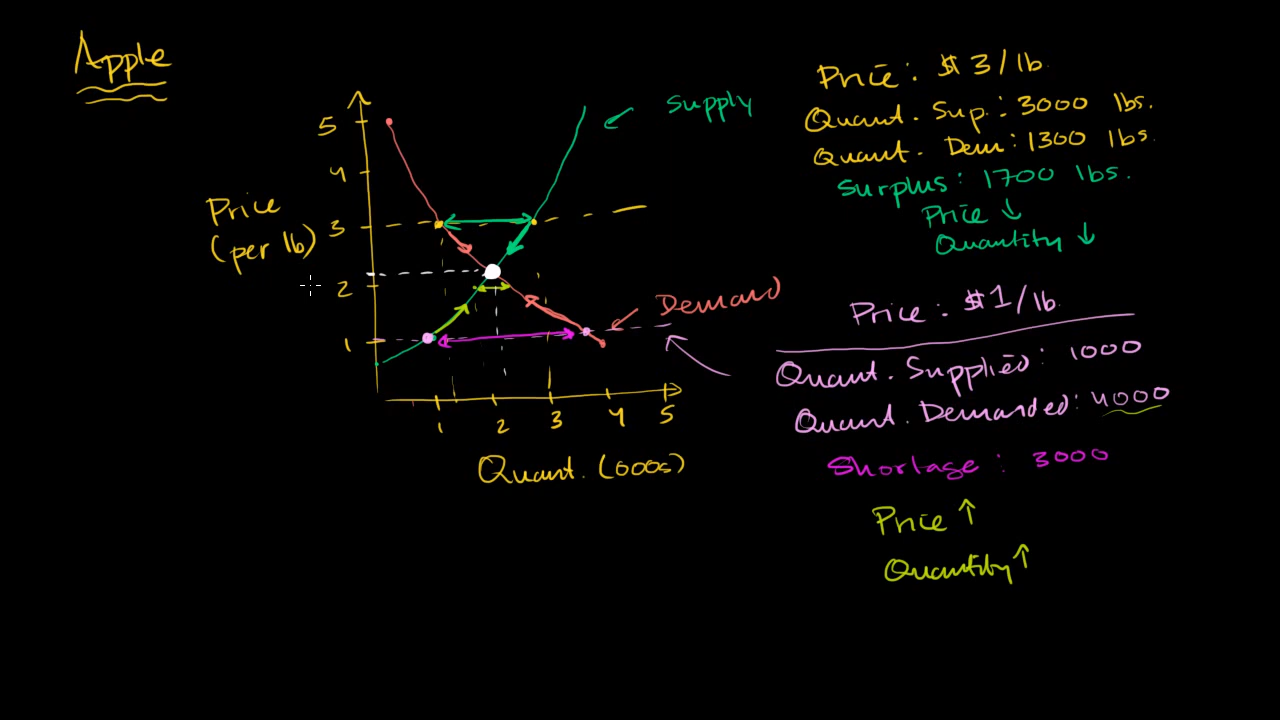 Apple
Supply
5
4
3
2
1
Price
(per lb)
Demand
1 2 3 4 5
Quant. (000s)
Price: $3/lb.
Quant. Sup.: 3000 lbs.
Quant. Dem: 1300 lbs.
Surplus: 1700 lbs.
Price ↓
Quantity ↓
Price: $1/lb.
Quant. Supplied: 1000
Quant. Demanded: 4000
Shortage: 3000
Price ↑
Quantity ↑